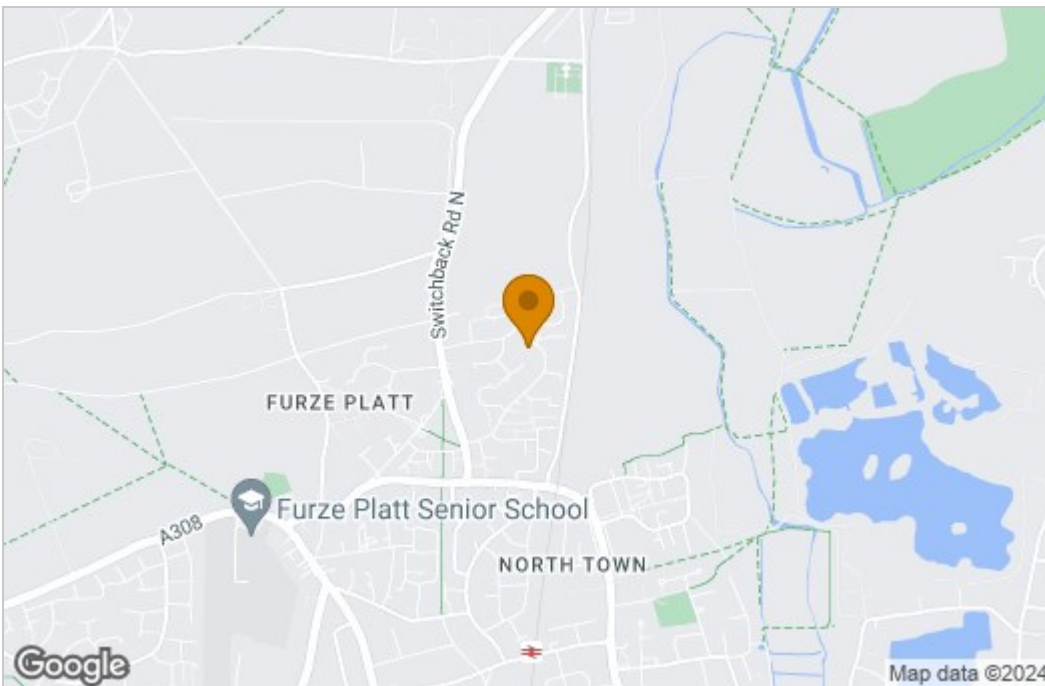 Switchback Rd N
FURZE PLATT
Furze Platt Senior School
A308
NORTH TOWN
Google
Map data ©2024